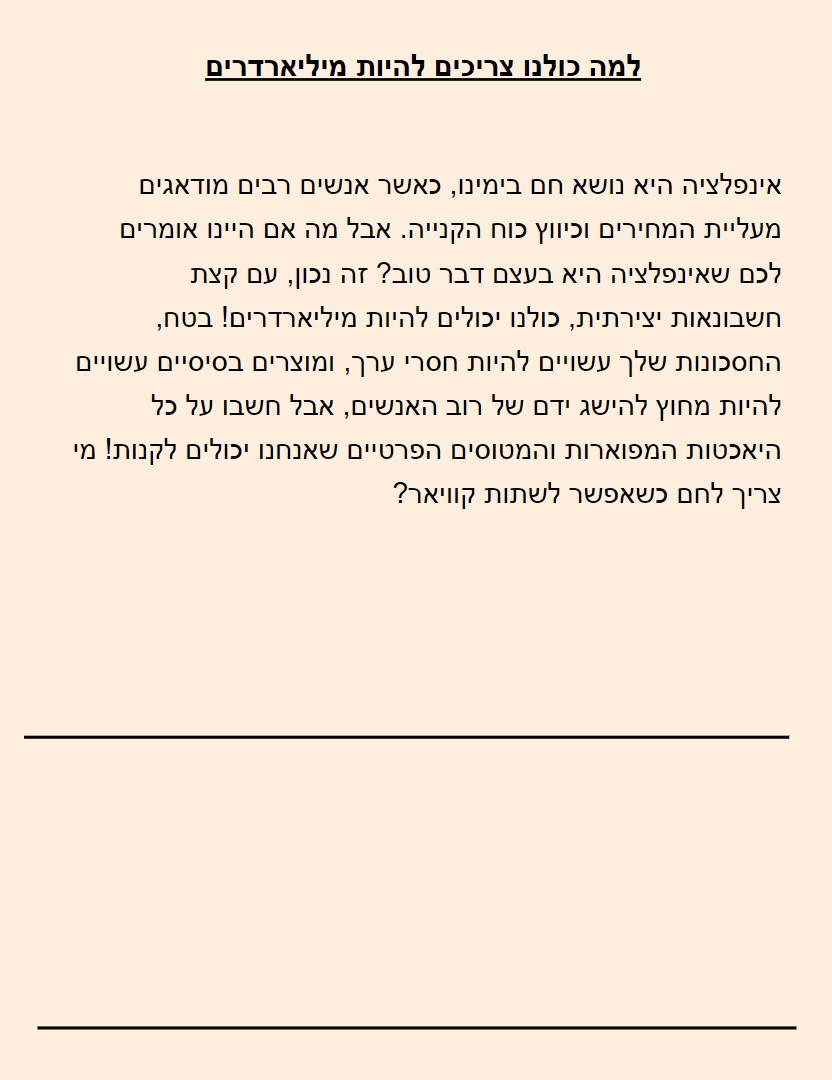 למה כולנו צריכים להיות מיליארדרים
אינפלציה היא נושא חם בימינו, כאשר אנשים רבים מודאגים
מעליית המחירים וכיווץ כוח הקנייה. אבל מה אם היינו אומרים
לכם שאינפלציה היא בעצם דבר טוב? זה נכון, עם קצת
חשבונאות יצירתית, כולנו יכולים להיות מיליארדרים! בטח,
החסכונות שלך עשויים להיות חסרי ערך, ומוצרים בסיסיים עשויים
להיות מחוץ להישג ידם של רוב האנשים, אבל חשבו על כל
היאכטות המפוארות והמטוסים הפרטיים שאנחנו יכולים לקנות! מי
צריך לחם כשאפשר לשתות קוויאר?